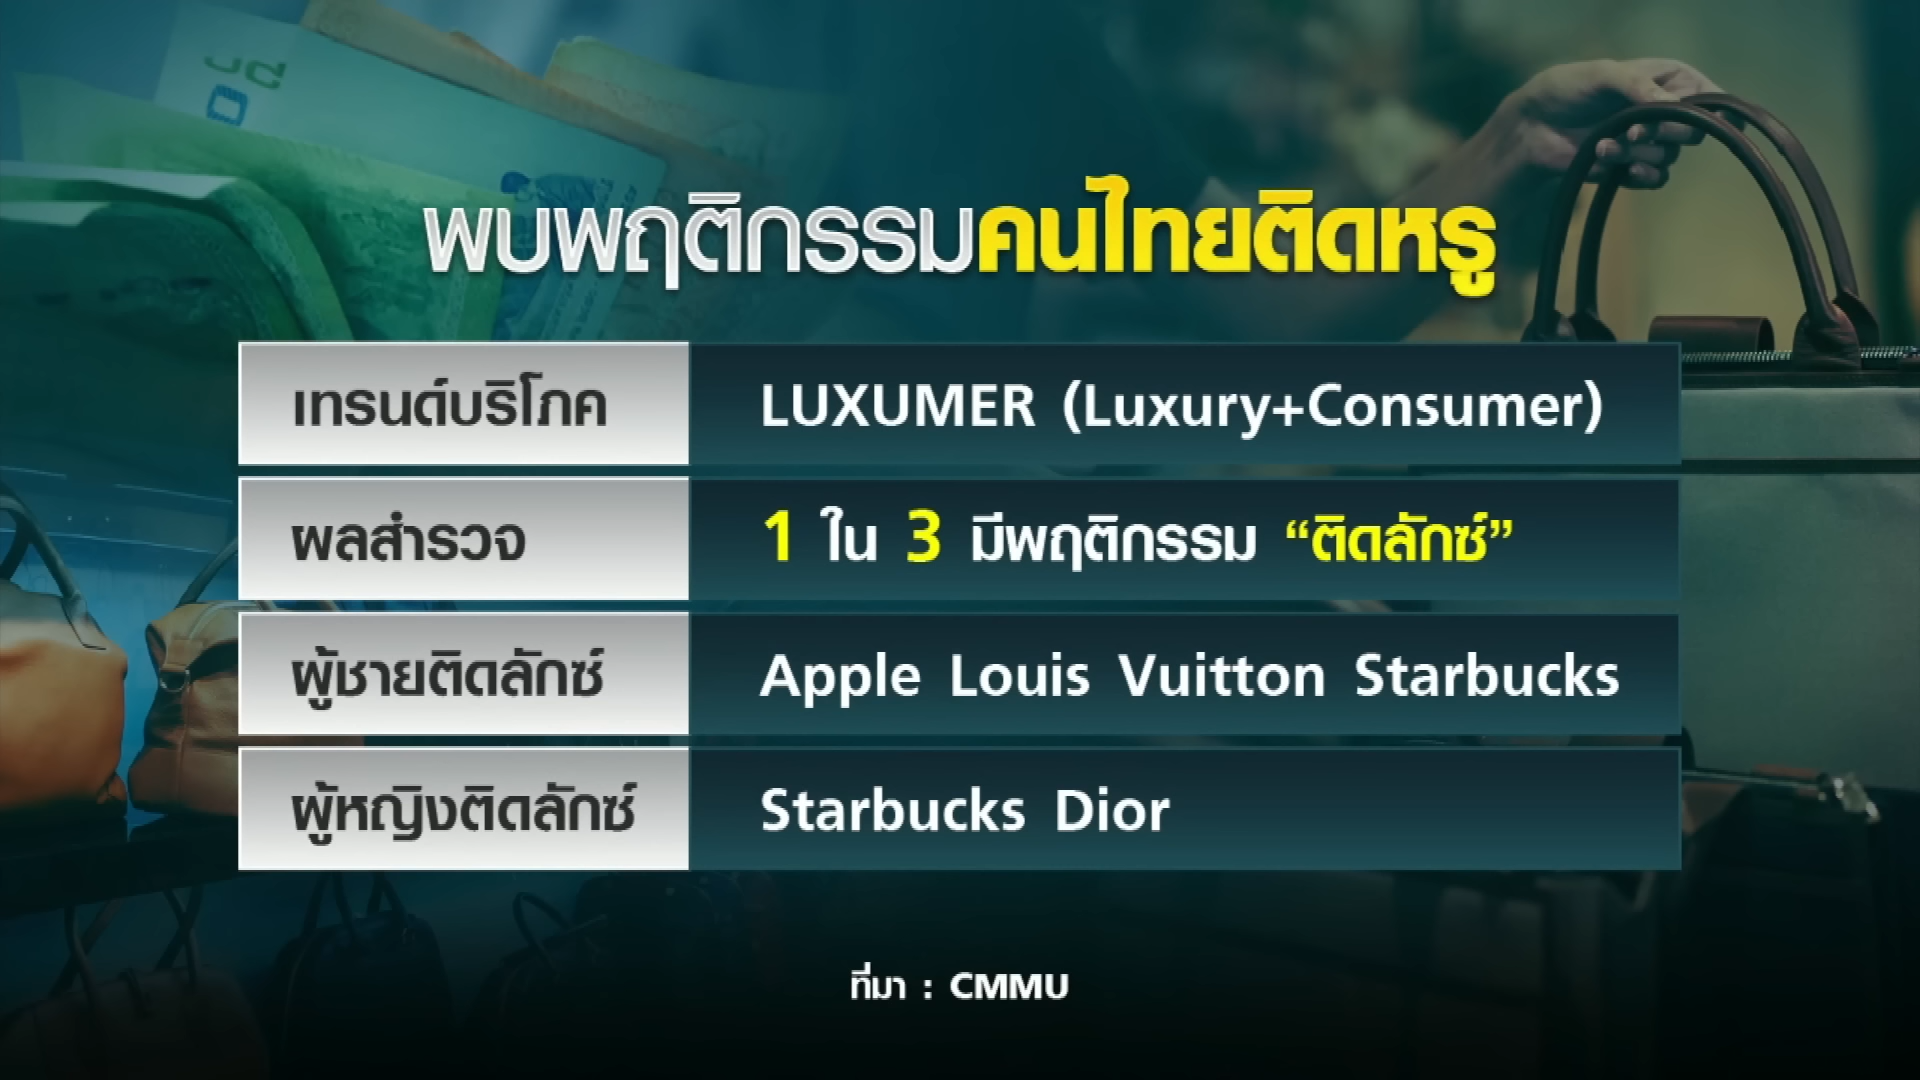 พบพฤติกรรมคนไทยติดหรู
เทรนด์บริโภค LUXUMER (Luxury+Consumer)
ผลสำรวจ 1 ใน 3 มีพฤติกรรม “ติดลักซ์”
ผู้ชายติดลักซ์ Apple Louis Vuitton Starbucks
ผู้หญิงติดลักซ์ Starbucks Dior
ที่มา : CMMU